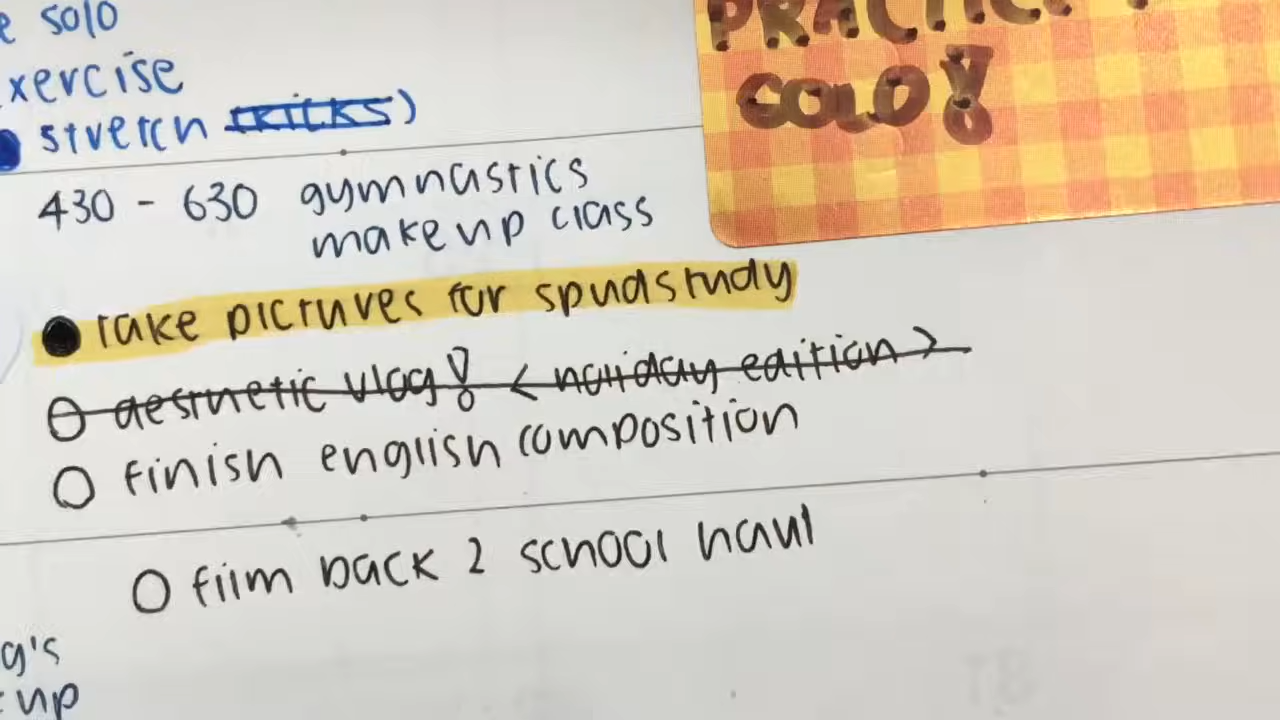 e solo
xercise
stretch (KICKS)
430 - 630 gymnastics
makeup class
take pictures for spudstudy
aesthetic vlog! < holiday edition >
finish english composition
film back 2 school haul
g's
up
PRACTICE
SOLO!